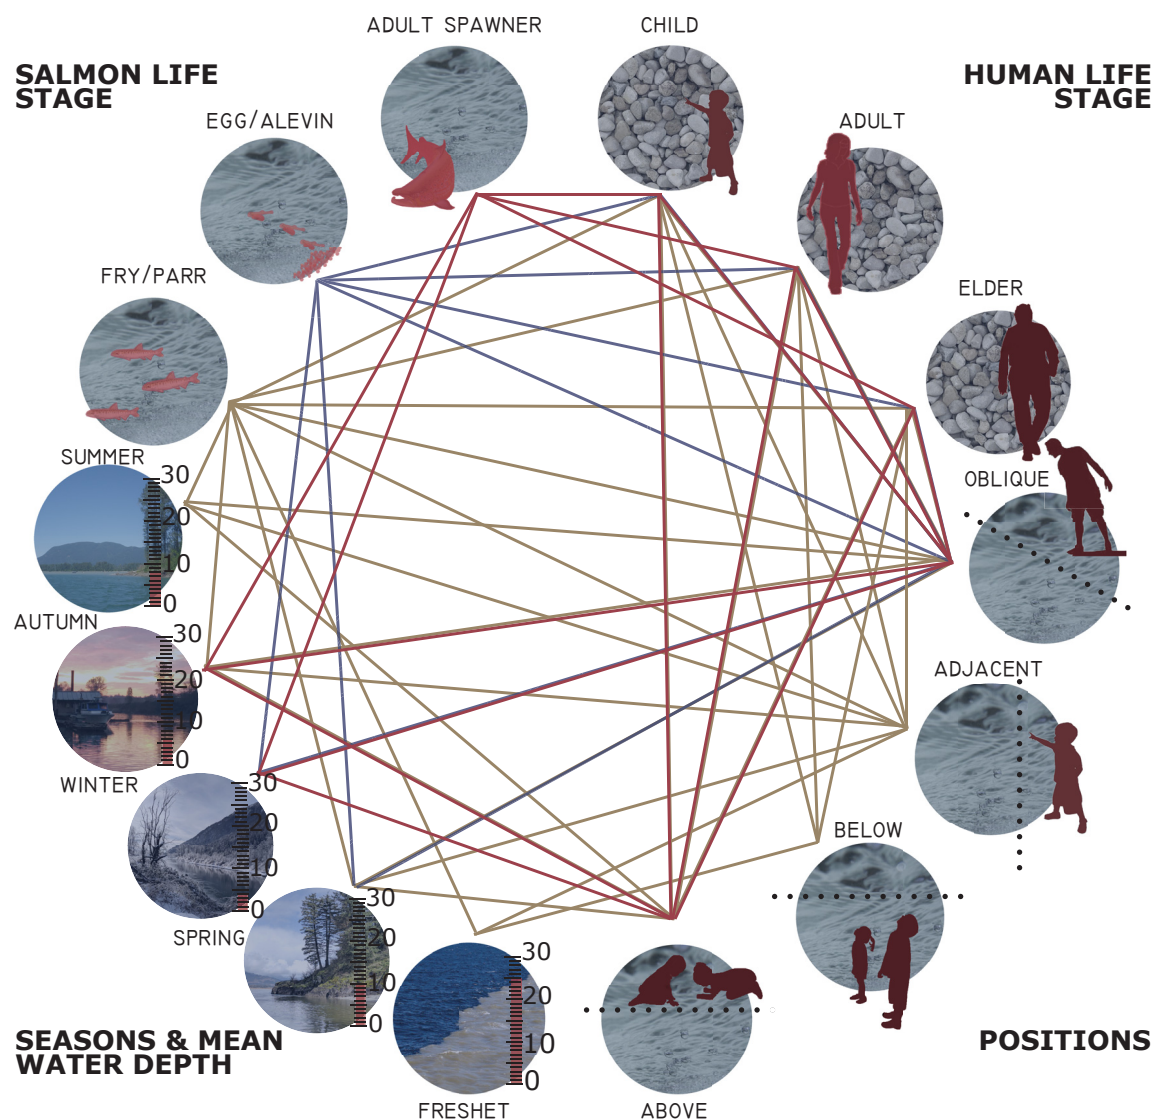 ADULT SPAWNER
CHILD
SALMON LIFE
STAGE
HUMAN LIFE
STAGE
EGG/ALEVIN
ADULT
FRY/PARR
ELDER
SUMMER
30
20
10
0
OBLIQUE
AUTUMN
30
20
10
0
ADJACENT
WINTER
30
20
10
0
BELOW
SPRING
30
20
10
0
FRESHET
30
20
10
0
ABOVE
SEASONS & MEAN
WATER DEPTH
POSITIONS